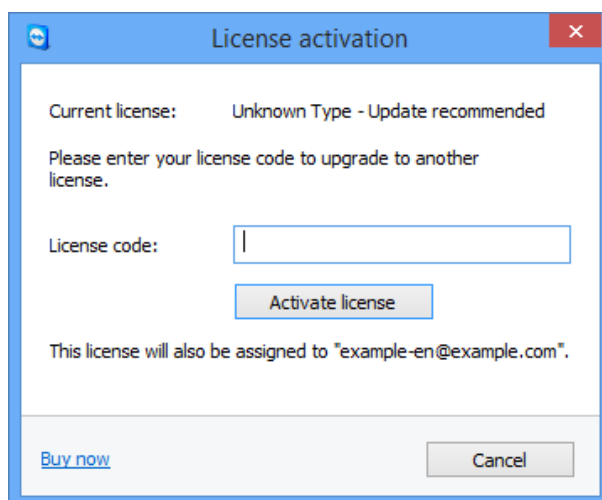 License activation
Current license: Unknown Type - Update recommended
Please enter your license code to upgrade to another
license.
License code:
Activate license
This license will also be assigned to "example-en@example.com".
Buy now Cancel